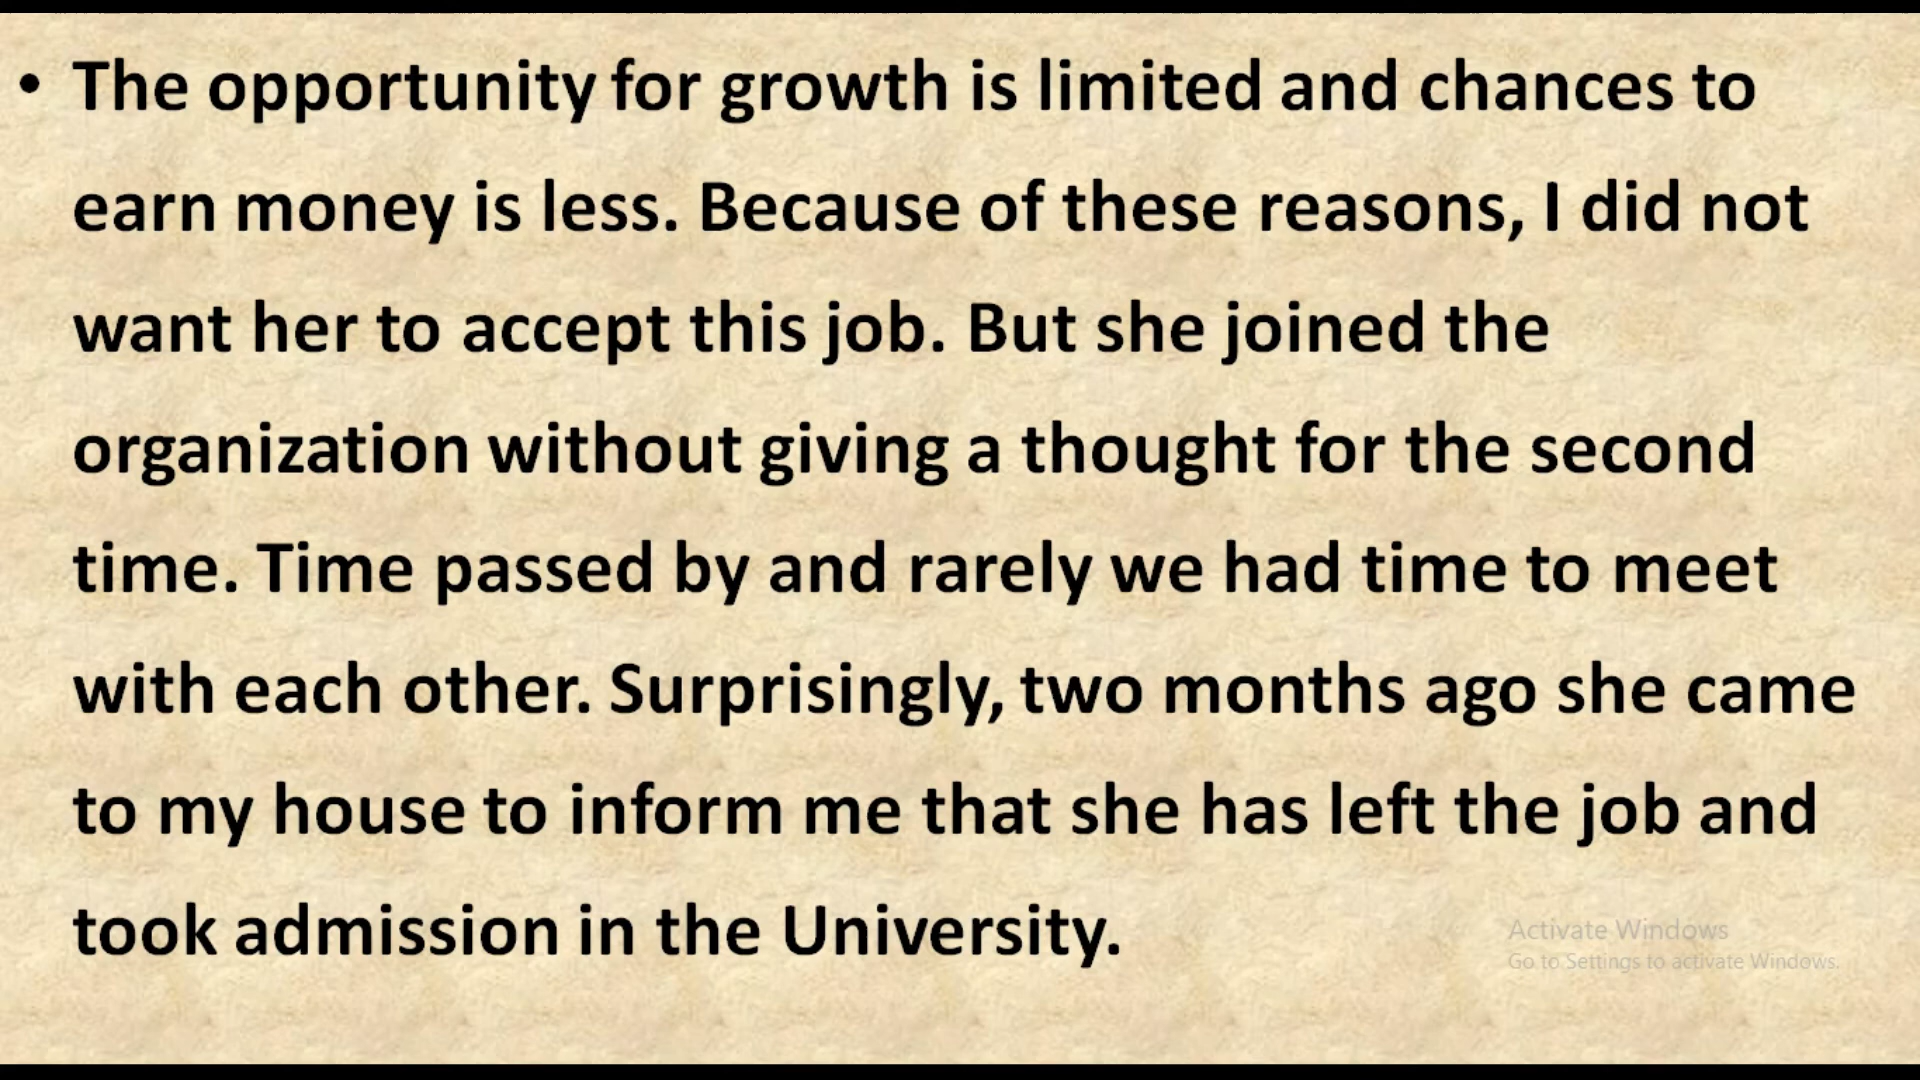 • The opportunity for growth is limited and chances to
earn money is less. Because of these reasons, I did not
want her to accept this job. But she joined the
organization without giving a thought for the second
time. Time passed by and rarely we had time to meet
with each other. Surprisingly, two months ago she came
to my house to inform me that she has left the job and
took admission in the University.
Activate Windows
Go to Settings to activate Windows.